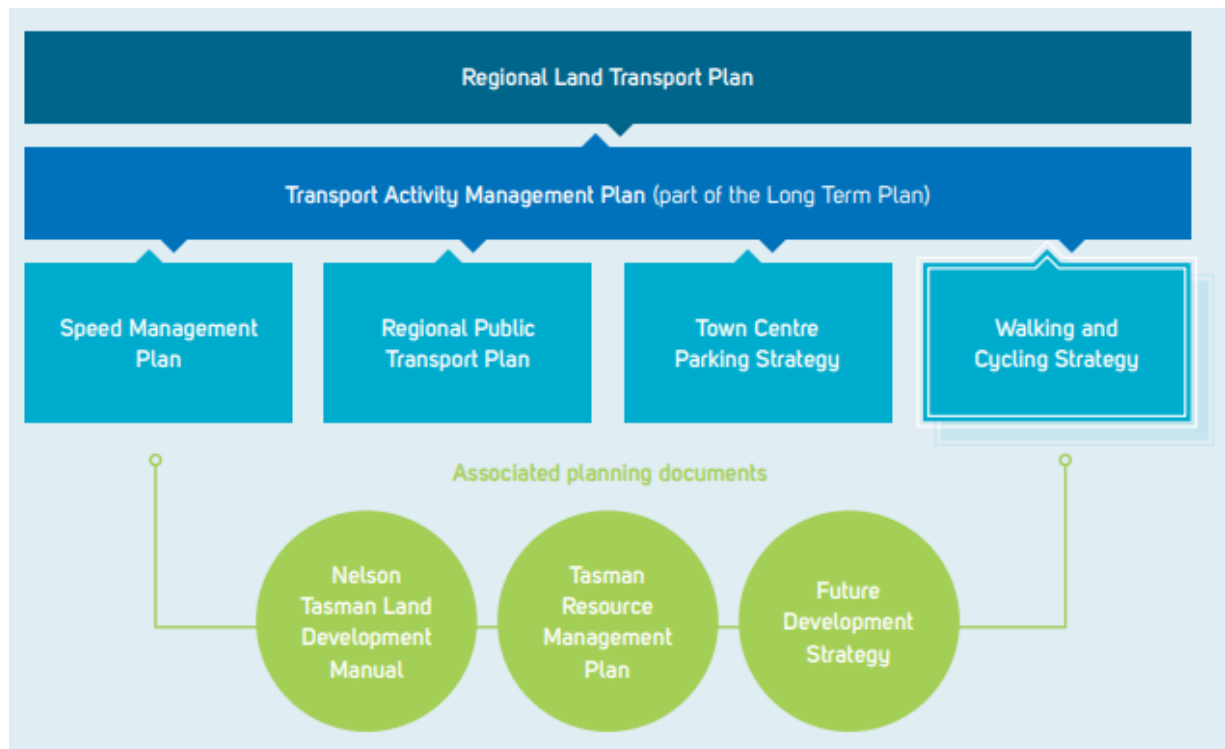 Regional Land Transport Plan
Transport Activity Management Plan (part of the Long Term Plan)
Speed Management
Plan
Regional Public
Transport Plan
Town Centre
Parking Strategy
Walking and
Cycling Strategy
Associated planning documents
Nelson
Tasman Land
Development
Manual
Tasman
Resource
Management
Plan
Future
Development
Strategy